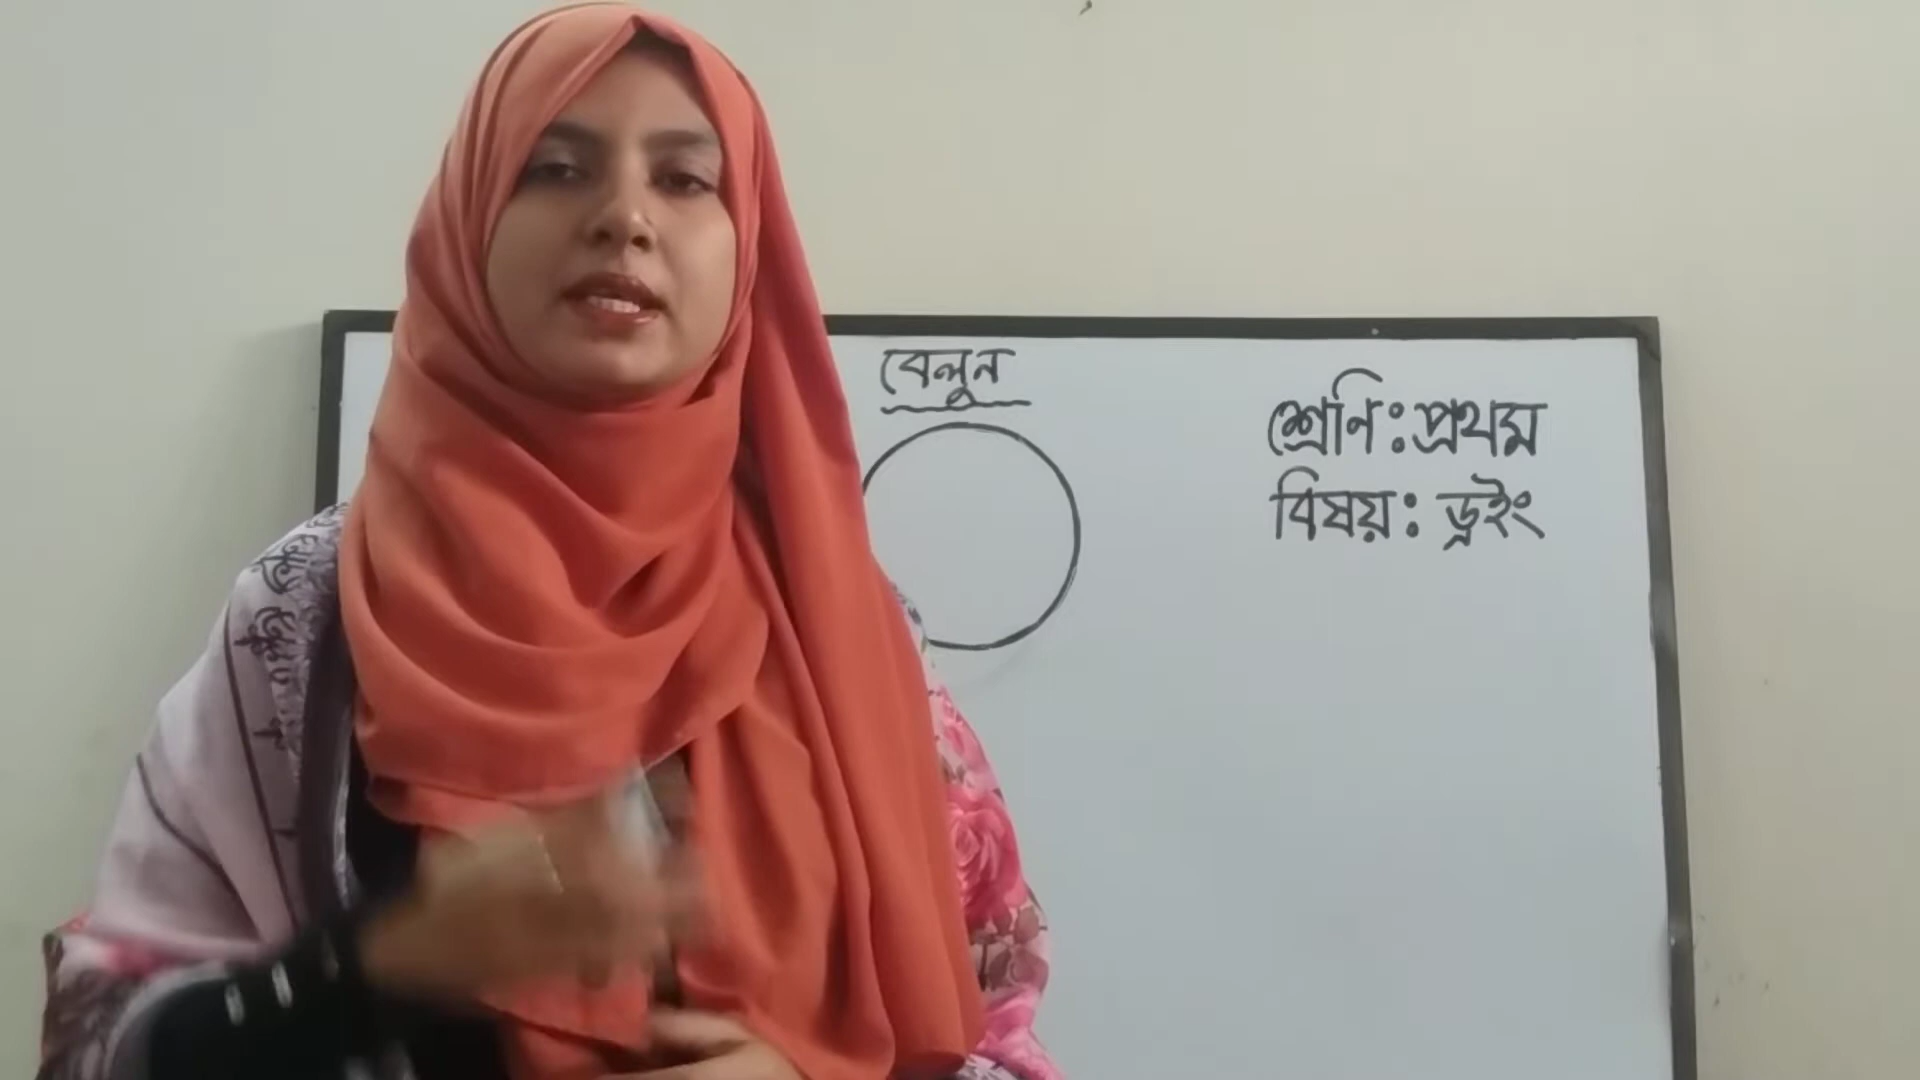 বেলুন
শ্রেণি : প্রথম
বিষয় : ড্রইং